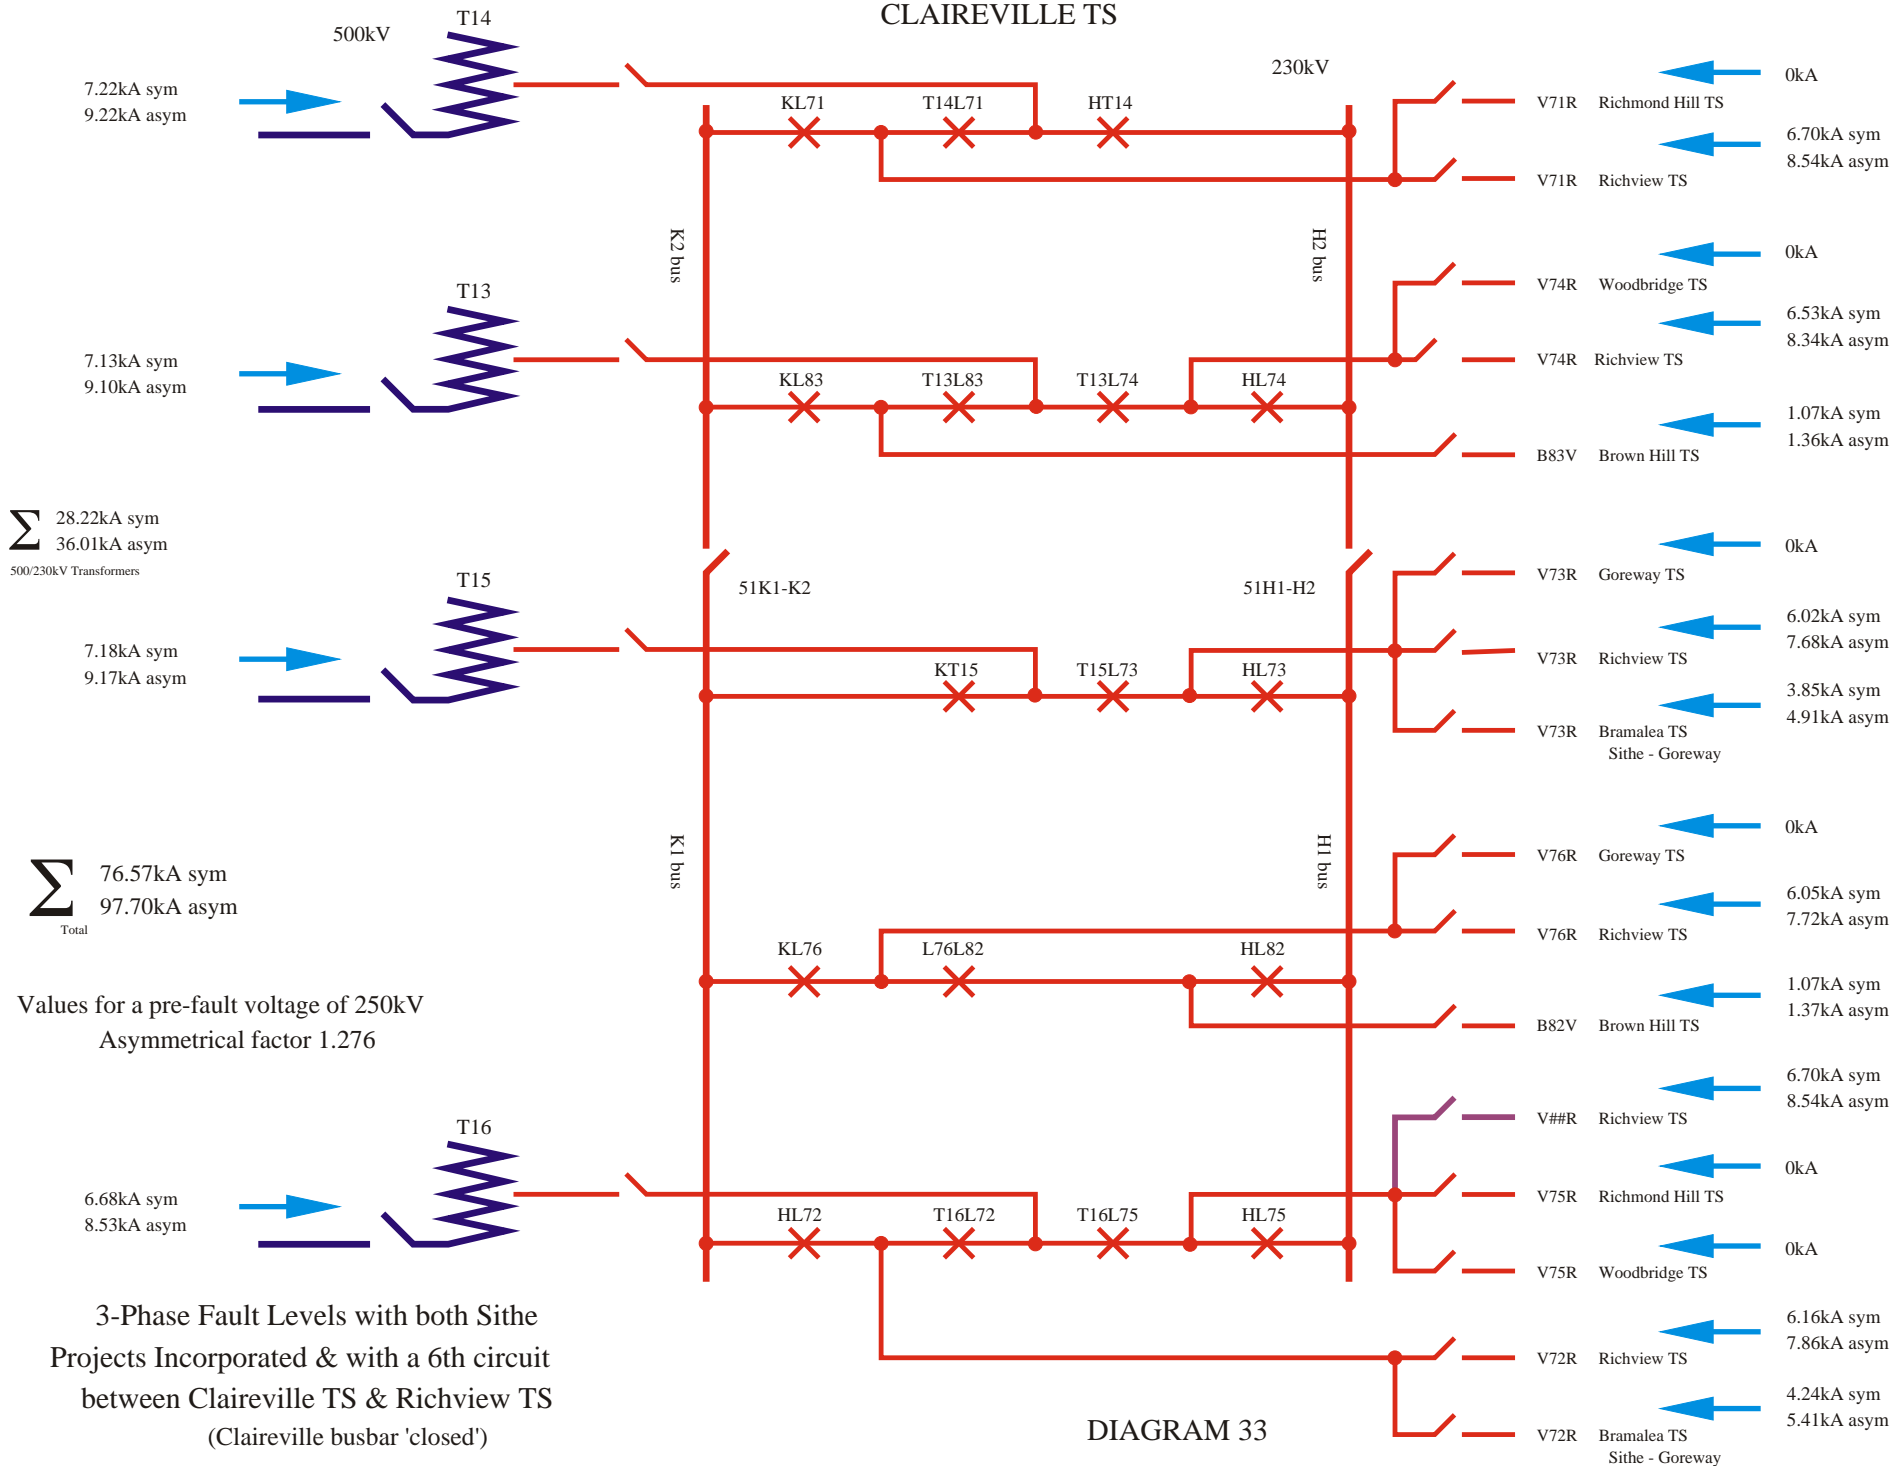 CLAIREVILLE TS
500kV
T14
230kV
7.22kA sym
9.22kA asym
KL71
T14L71
HT14
0kA
V71R Richmond Hill TS
6.70kA sym
8.54kA asym
V71R Richview TS
K2 bus
H2 bus
0kA
V74R Woodbridge TS
T13
6.53kA sym
8.34kA asym
7.13kA sym
9.10kA asym
V74R Richview TS
KL83
T13L83
T13L74
HL74
1.07kA sym
1.36kA asym
B83V Brown Hill TS
Σ
28.22kA sym
36.01kA asym
500/230kV Transformers
0kA
V73R Goreway TS
T15
51K1-K2
51H1-H2
6.02kA sym
7.68kA asym
7.18kA sym
9.17kA asym
V73R Richview TS
KT15
T15L73
HL73
3.85kA sym
4.91kA asym
V73R Bramalea TS
Sithe - Goreway
K1 bus
H1 bus
0kA
V76R Goreway TS
Σ
76.57kA sym
97.70kA asym
Total
6.05kA sym
7.72kA asym
V76R Richview TS
KL76
L76L82
HL82
1.07kA sym
1.37kA asym
B82V Brown Hill TS
Values for a pre-fault voltage of 250kV
Asymmetrical factor 1.276
6.70kA sym
8.54kA asym
V##R Richview TS
T16
0kA
V75R Richmond Hill TS
6.68kA sym
8.53kA asym
HL72
T16L72
T16L75
HL75
0kA
V75R Woodbridge TS
3-Phase Fault Levels with both Sithe
Projects Incorporated & with a 6th circuit
between Claireville TS & Richview TS
(Claireville busbar 'closed')
6.16kA sym
7.86kA asym
V72R Richview TS
4.24kA sym
5.41kA asym
V72R Bramalea TS
Sithe - Goreway
DIAGRAM 33